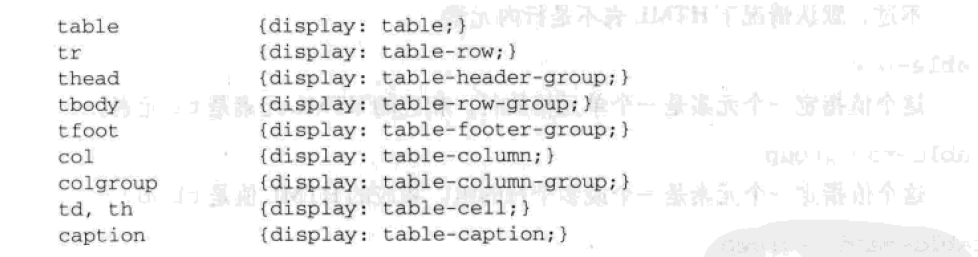 table {display: table;}
tr {display: table-row;}
thead {display: table-header-group;}
tbody {display: table-row-group;}
tfoot {display: table-footer-group;}
col {display: table-column;}
colgroup {display: table-column-group;}
td, th {display: table-cell;}
caption {display: table-caption;}